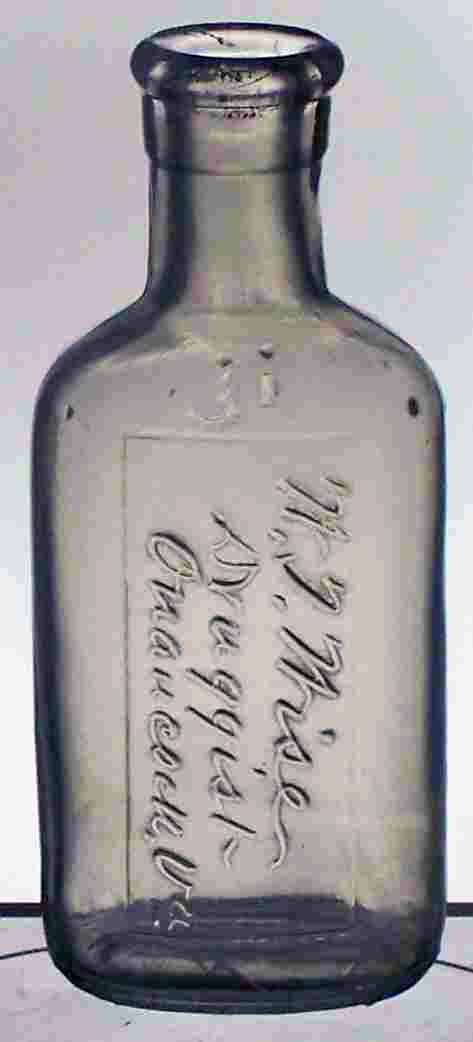 ℥i
W. T. Wise
Druggist
Onancock, Va.